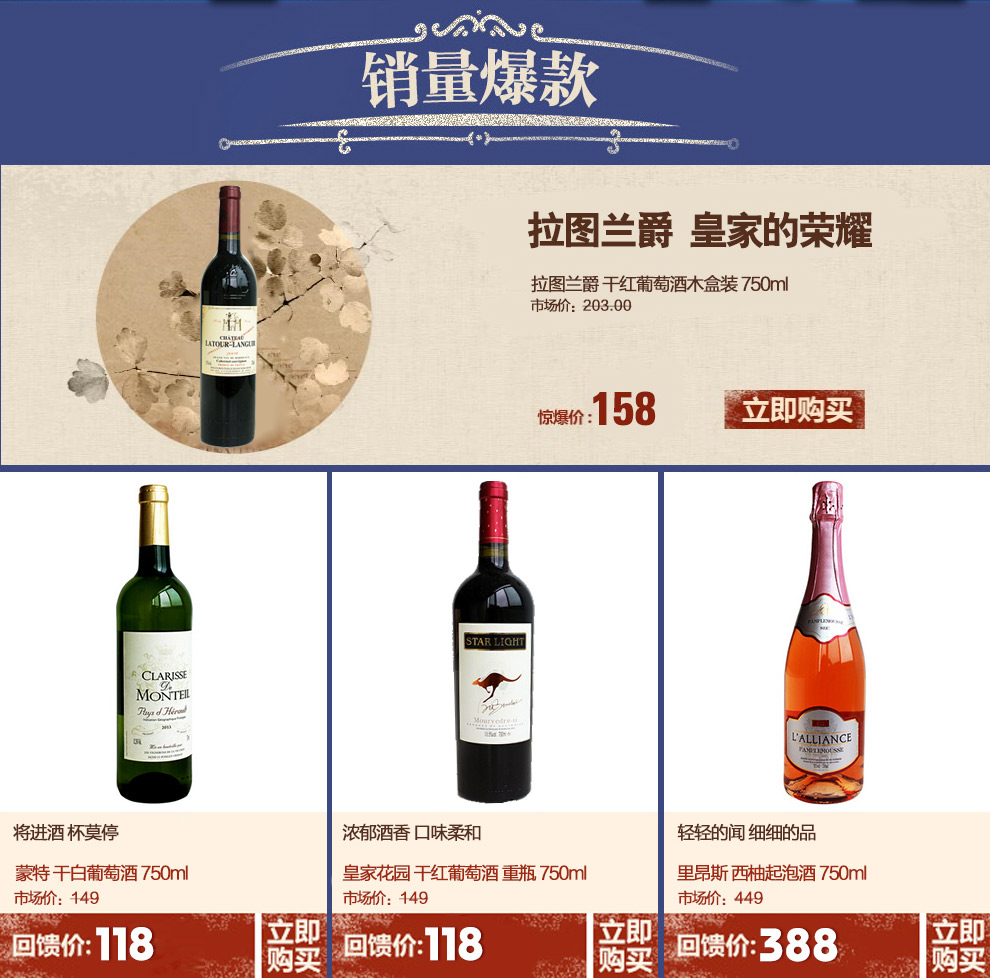 销量爆款
拉图兰爵 皇家的荣耀
拉图兰爵 干红葡萄酒木盒装 750ml
市场价: 203.00
惊爆价: 158
立即购买
CHATEAU
LATOUR-LANGUE
CLARISSE
De
MONTEIL
Pays d'Hérault
2013
STAR LIGHT
Mourvedre
PAMPLEMOUSSE
SEC
L'ALLIANCE
PAMPLEMOUSSE
将进酒 杯莫停
蒙特 干白葡萄酒 750ml
市场价: 149
回馈价: 118
立即
购买
浓郁酒香 口味柔和
皇家花园 干红葡萄酒 重瓶 750ml
市场价: 149
回馈价: 118
立即
购买
轻轻的闻 细细的品
里昂斯 西柚起泡酒 750ml
市场价: 449
回馈价: 388
立即
购买